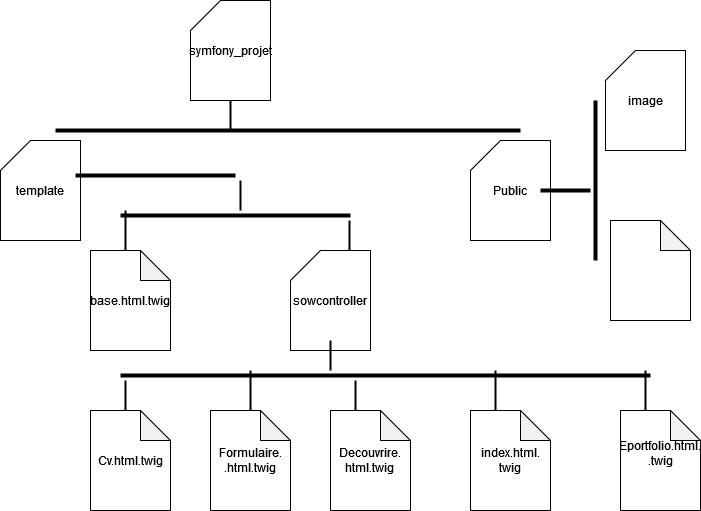 symfony_projet
image
template
Public
base.html.twig
sowcontroller
Cv.html.twig
Formulaire.
.html.twig
Decouvrire.
html.twig
index.html.
twig
Eportfolio.html.
.twig